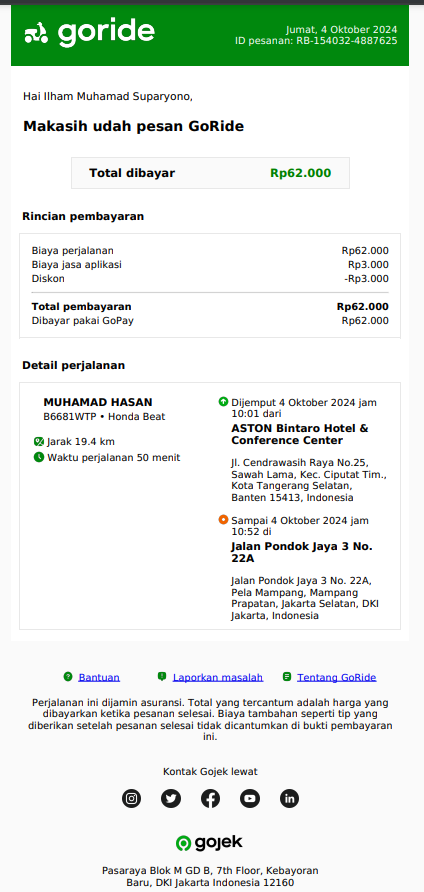 goride
Jumat, 4 Oktober 2024
ID pesanan: RB-154032-4887625
Hai Ilham Muhamad Suparyono,
Makasih udah pesan GoRide
Total dibayar Rp62.000
Rincian pembayaran
Biaya perjalanan Rp62.000
Biaya jasa aplikasi Rp3.000
Diskon -Rp3.000
Total pembayaran Rp62.000
Dibayar pakai GoPay Rp62.000
Detail perjalanan
MUHAMAD HASAN
B6681WTP • Honda Beat
Jarak 19.4 km
Waktu perjalanan 50 menit
Dijemput 4 Oktober 2024 jam
10:01 dari
ASTON Bintaro Hotel &
Conference Center
Jl. Cendrawasih Raya No.25,
Sawah Lama, Kec. Ciputat Tim.,
Kota Tangerang Selatan,
Banten 15413, Indonesia
Sampai 4 Oktober 2024 jam
10:52 di
Jalan Pondok Jaya 3 No.
22A
Jalan Pondok Jaya 3 No. 22A,
Pela Mampang, Mampang
Prapatan, Jakarta Selatan, DKI
Jakarta, Indonesia
Bantuan Laporkan masalah Tentang GoRide
Perjalanan ini dijamin asuransi. Total yang tercantum adalah harga yang
dibayarkan ketika pesanan selesai. Biaya tambahan seperti tip yang
diberikan setelah pesanan selesai tidak dicantumkan di bukti pembayaran
ini.
Kontak Gojek lewat
gojek
Pasaraya Blok M GD B, 7th Floor, Kebayoran
Baru, DKI Jakarta Indonesia 12160